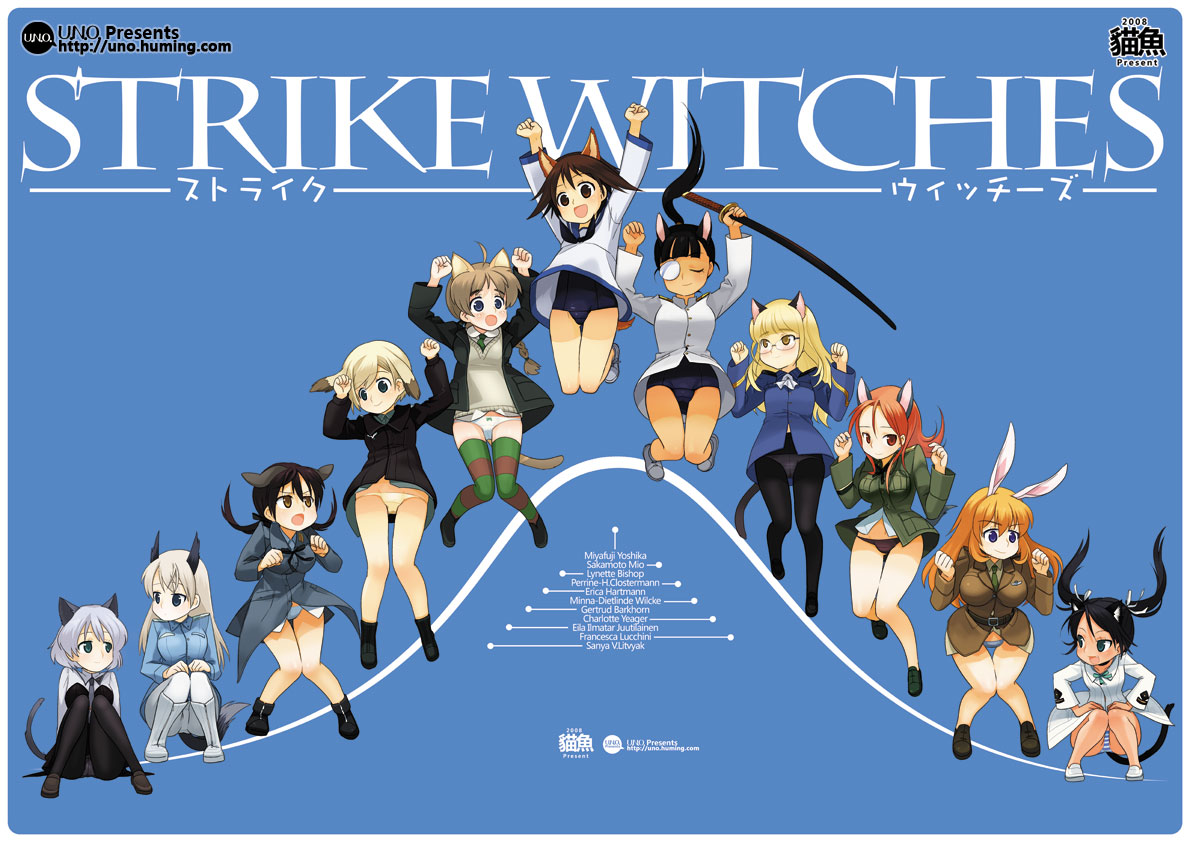 U.N.O.
U.N.O. Presents
http://uno.huming.com
2008
貓魚
Present
STRIKE WITCHES
ストライク ウィッチーズ
Miyafuji Yoshika
Sakamoto Mio
Lynette Bishop
Perrine-H.Clostermann
Erica Hartmann
Minna-Dietlinde Wilcke
Gertrud Barkhorn
Charlotte Yeager
Eila Ilmatar Juutilainen
Francesca Lucchini
Sanya V.Litvyak
2008
貓魚
Present
U.N.O.
U.N.O. Presents
http://uno.huming.com